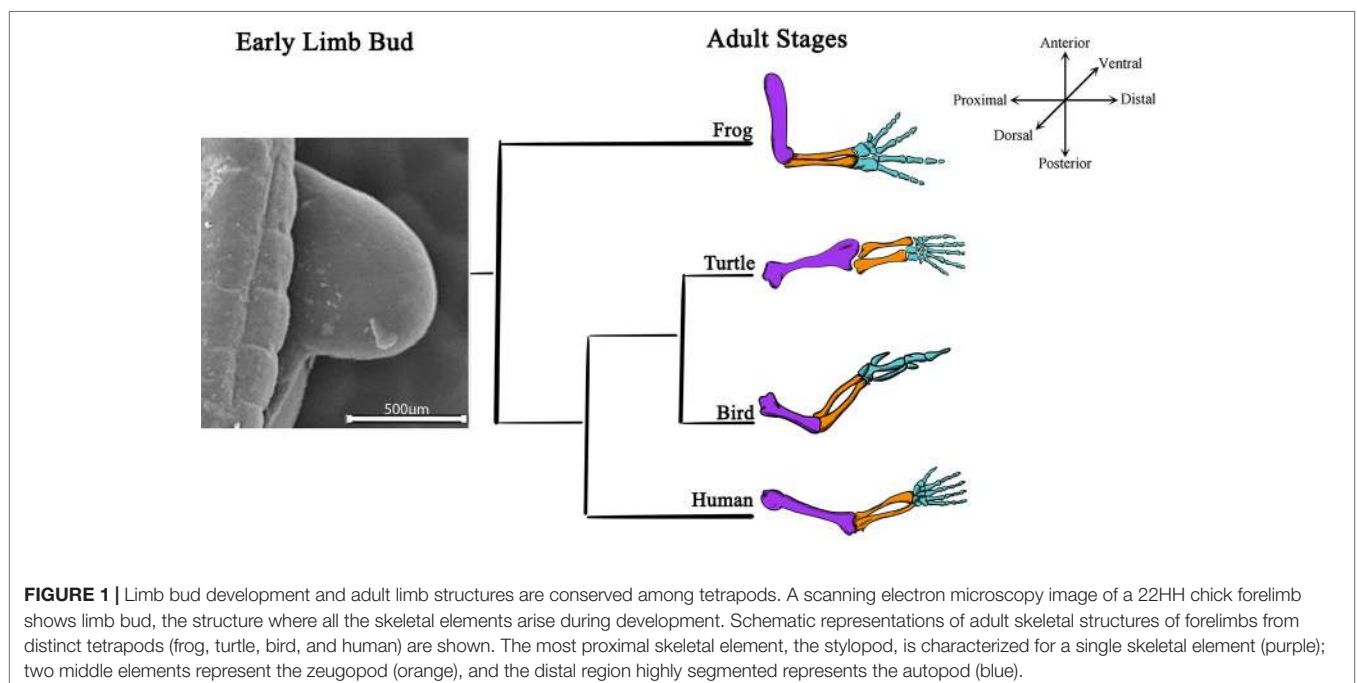 Early Limb Bud
Adult Stages
Anterior
Ventral
Proximal
Distal
Dorsal
Posterior
Frog
Turtle
Bird
Human
500um
FIGURE 1 | Limb bud development and adult limb structures are conserved among tetrapods. A scanning electron microscopy image of a 22HH chick forelimb
shows limb bud, the structure where all the skeletal elements arise during development. Schematic representations of adult skeletal structures of forelimbs from
distinct tetrapods (frog, turtle, bird, and human) are shown. The most proximal skeletal element, the stylopod, is characterized for a single skeletal element (purple);
two middle elements represent the zeugopod (orange), and the distal region highly segmented represents the autopod (blue).